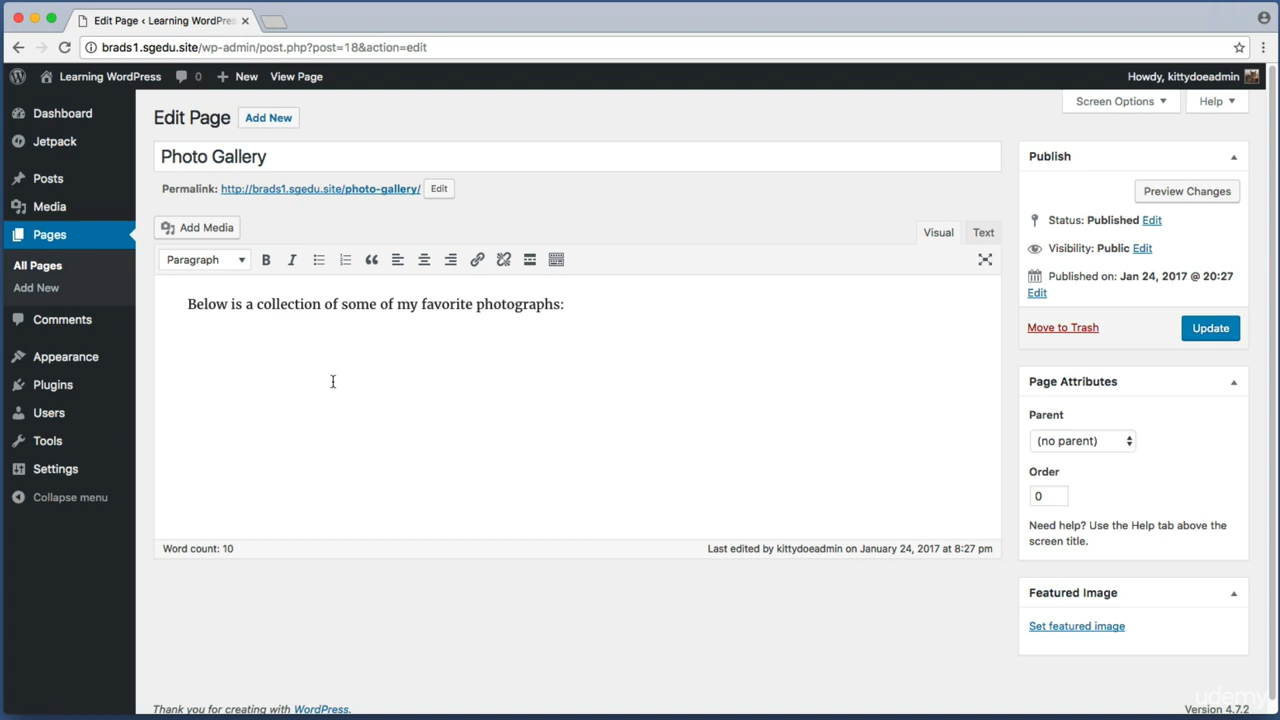 Edit Page ‹ Learning WordPres
brads1.sgedu.site/wp-admin/post.php?post=18&action=edit
Learning WordPress 0 New View Page Howdy, kittydoeadmin
Screen Options Help
Dashboard
Jetpack
Posts
Media
Pages
All Pages
Add New
Comments
Appearance
Plugins
Users
Tools
Settings
Collapse menu
Edit Page Add New
Photo Gallery
Permalink: http://brads1.sgedu.site/photo-gallery/ Edit
Add Media
Visual Text
Paragraph B I
Below is a collection of some of my favorite photographs:
Word count: 10 Last edited by kittydoeadmin on January 24, 2017 at 8:27 pm
Publish
Preview Changes
Status: Published Edit
Visibility: Public Edit
Published on: Jan 24, 2017 @ 20:27
Edit
Move to Trash Update
Page Attributes
Parent
(no parent)
Order
0
Need help? Use the Help tab above the
screen title.
Featured Image
Set featured image
Thank you for creating with WordPress. Version 4.7.2
udemy